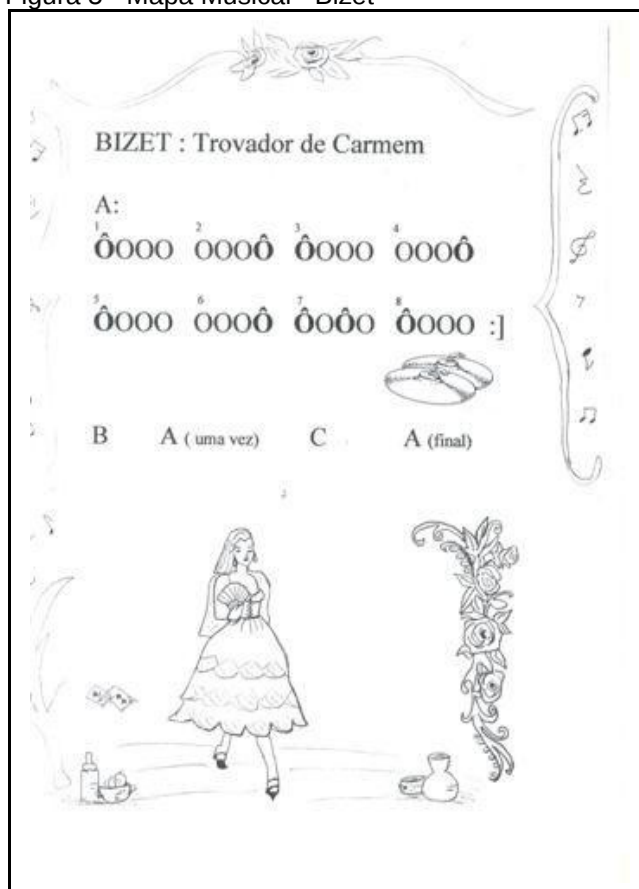 Figura 3 - Mapa Musical - Bizet
BIZET : Trovador de Carmem
A:
1 2 3 4
ÔOOO OOOÔ ÔOOO OOOÔ
5 6 7 8
ÔOOO OOOÔ ÔOÔO ÔOOO :]
B A ( uma vez) C A (final)